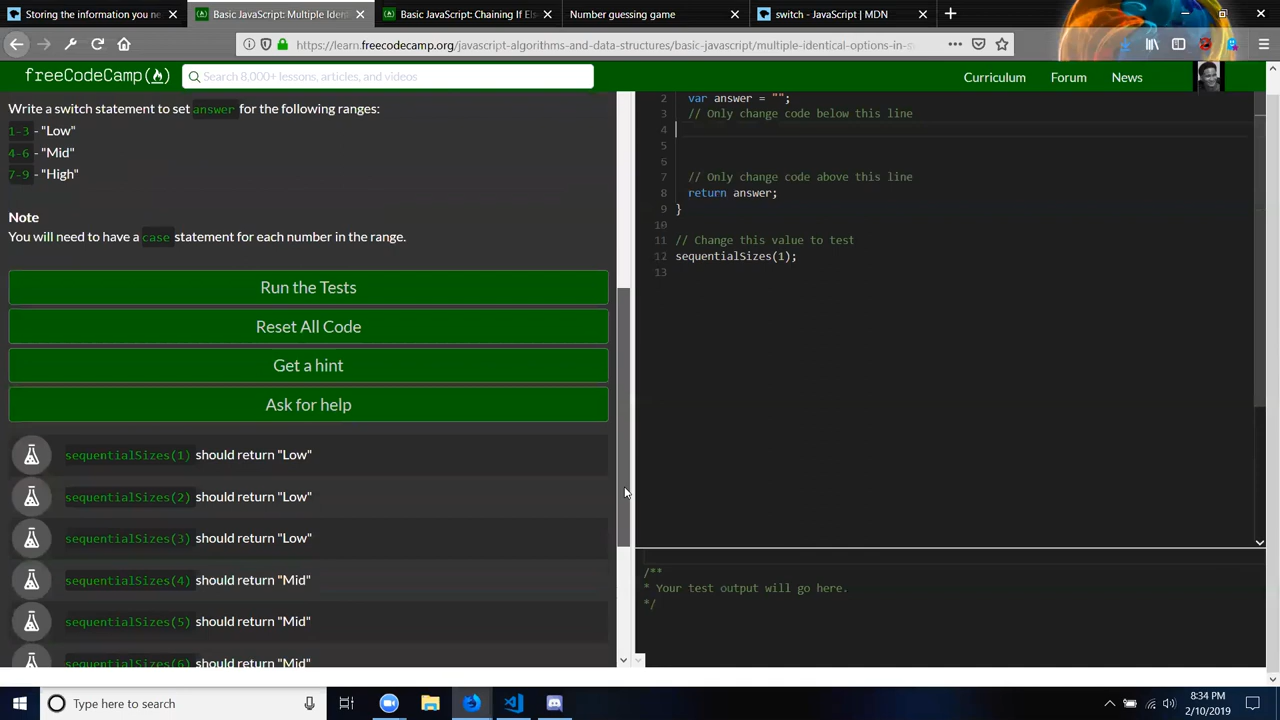 Storing the information you ne
Basic JavaScript: Multiple Iden
Basic JavaScript: Chaining If Els
Number guessing game
switch - JavaScript | MDN
https://learn.freecodecamp.org/javascript-algorithms-and-data-structures/basic-javascript/multiple-identical-options-in-s
freeCodeCamp
Search 8,000+ lessons, articles, and videos
Curriculum
Forum
News
Write a switch statement to set answer for the following ranges:
1-3 - "Low"
4-6 - "Mid"
7-9 - "High"
Note
You will need to have a case statement for each number in the range.
Run the Tests
Reset All Code
Get a hint
Ask for help
sequentialSizes(1) should return "Low"
sequentialSizes(2) should return "Low"
sequentialSizes(3) should return "Low"
sequentialSizes(4) should return "Mid"
sequentialSizes(5) should return "Mid"
sequentialSizes(6) should return "Mid"
2 var answer = "";
3 // Only change code below this line
4
5
6
7 // Only change code above this line
8 return answer;
9 }
10
11 // Change this value to test
12 sequentialSizes(1);
13
/**
* Your test output will go here.
*/
Type here to search
8:34 PM
2/10/2019